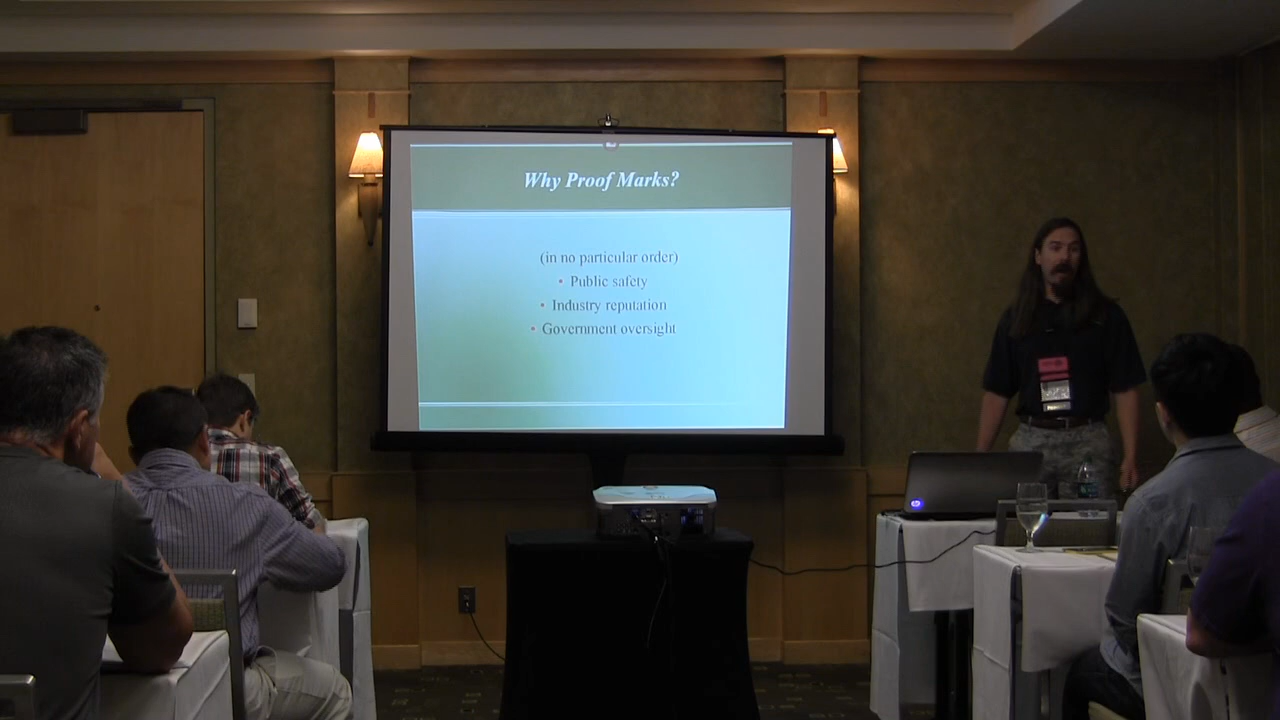 Why Proof Marks?
(in no particular order)
• Public safety
• Industry reputation
• Government oversight